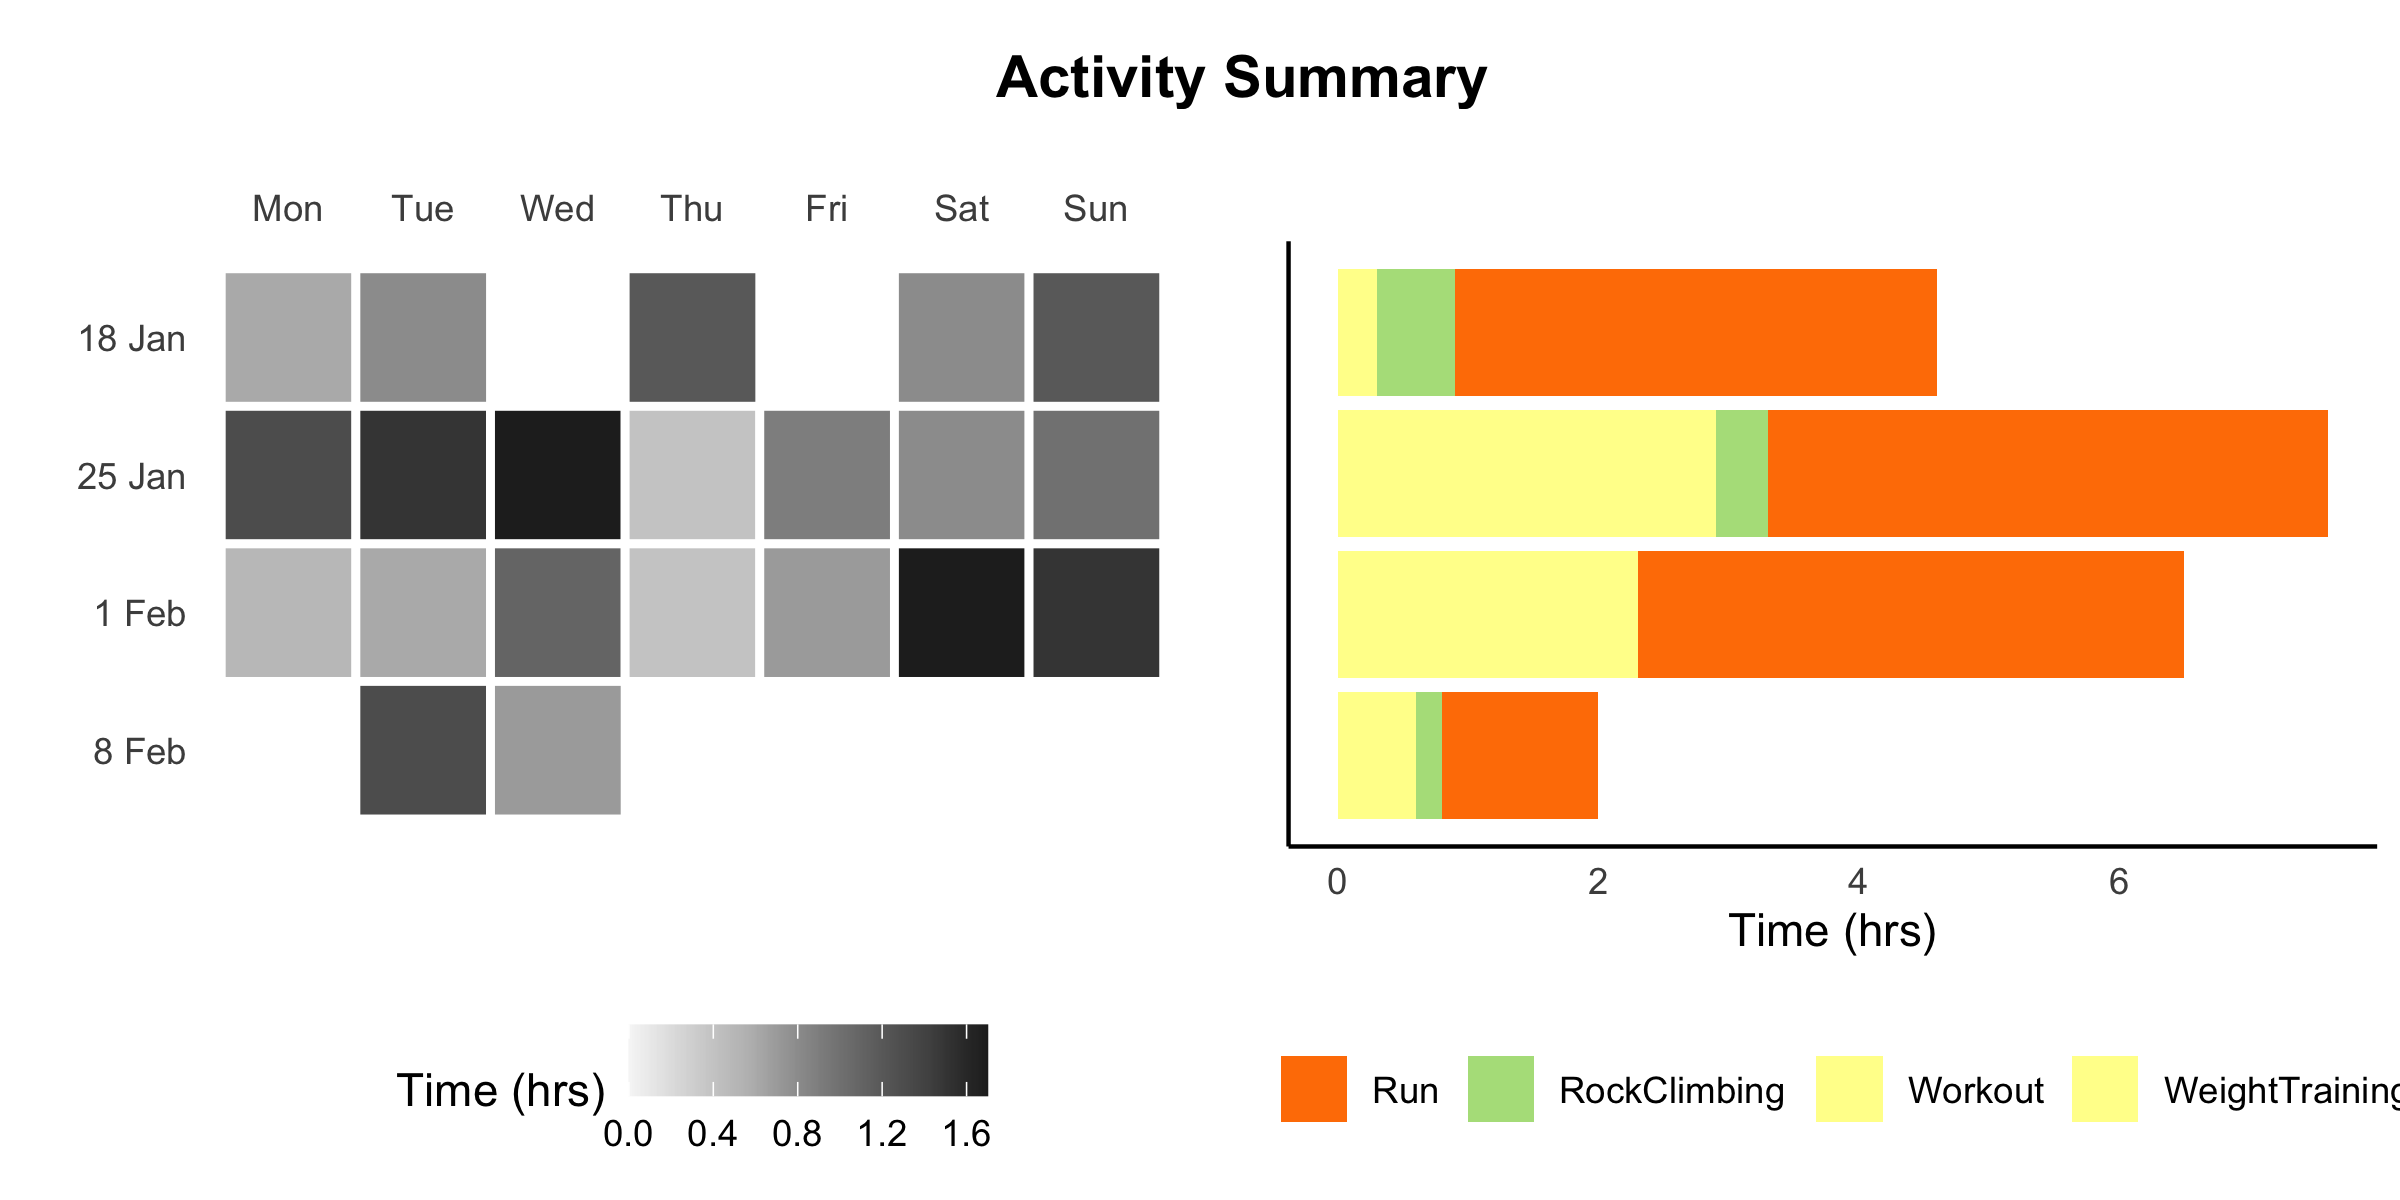 Activity Summary
Mon Tue Wed Thu Fri Sat Sun
18 Jan
25 Jan
1 Feb
8 Feb
0 2 4 6
Time (hrs)
Time (hrs)
0.0 0.4 0.8 1.2 1.6
Run RockClimbing Workout WeightTraining